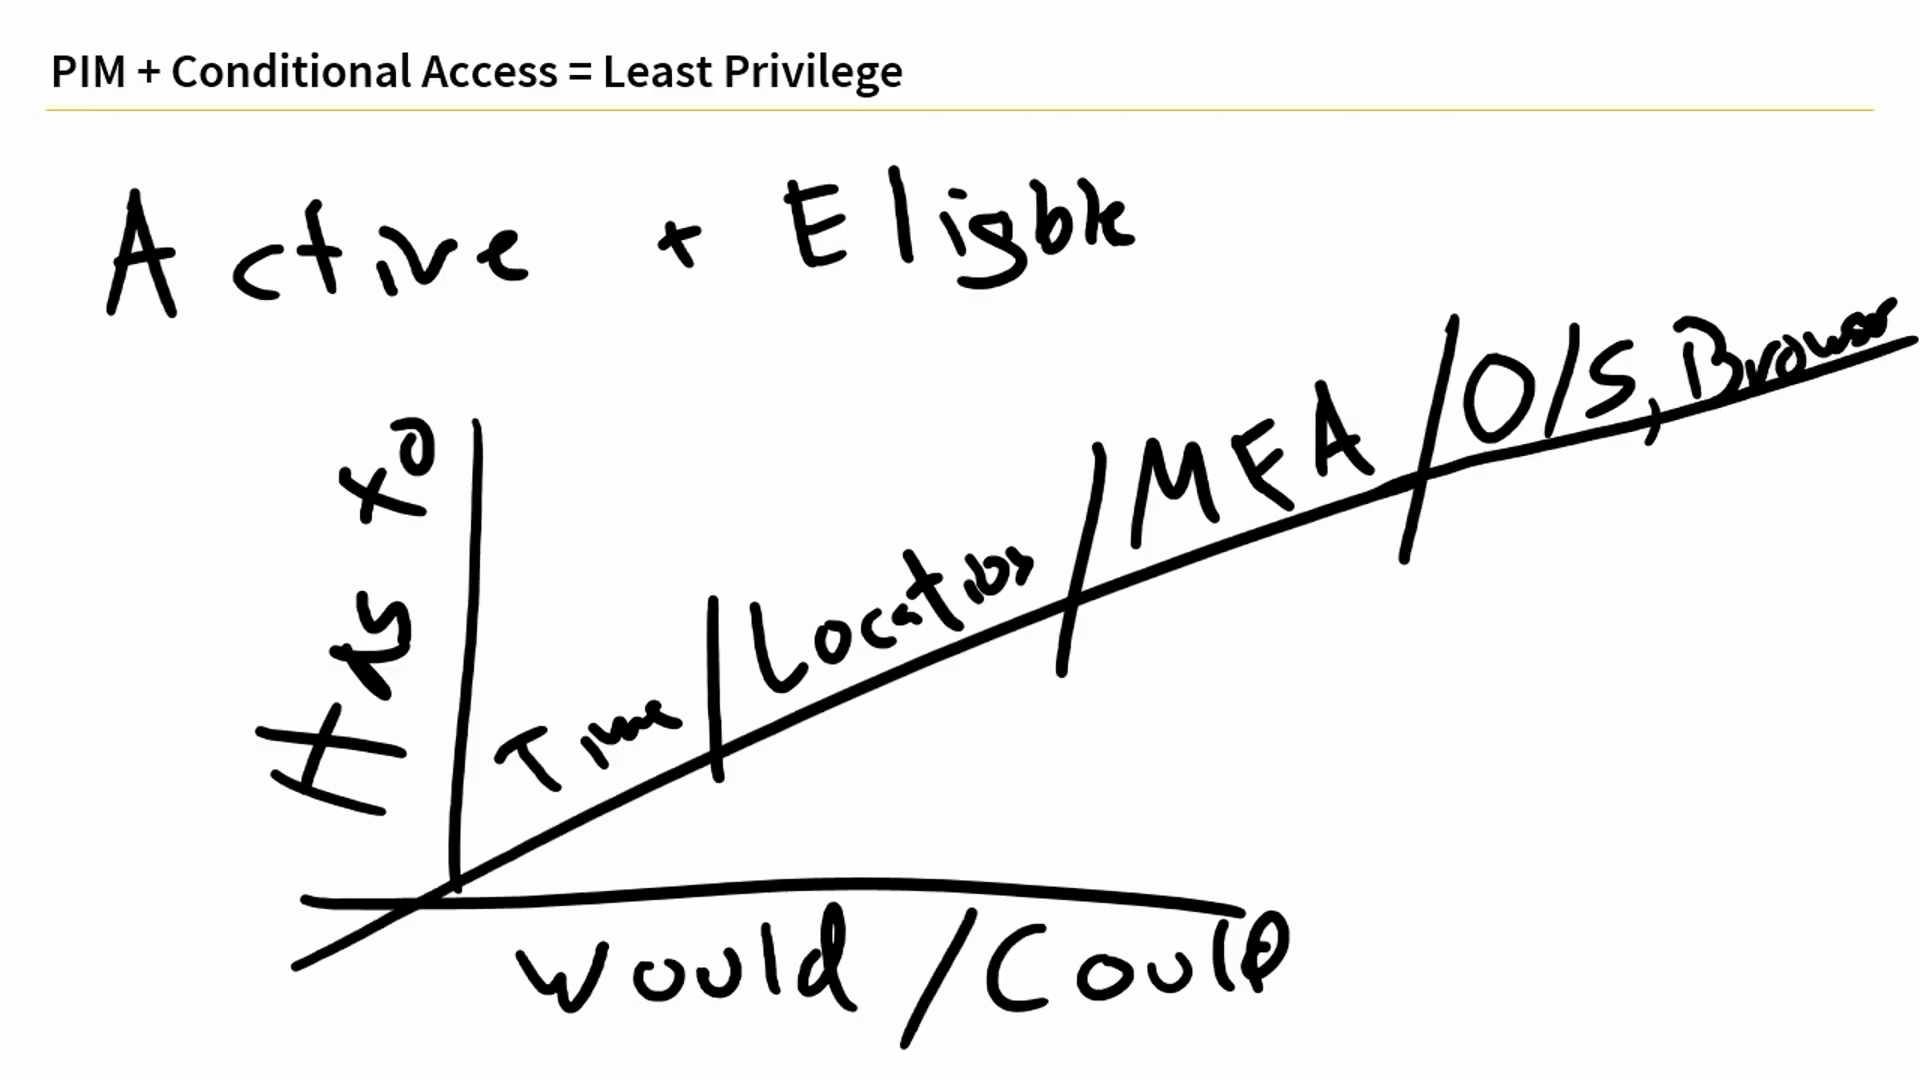 PIM + Conditional Access = Least Privilege
Active + Eligble
Has to
Time / Location / MFA / O/S, Browser
Would / Could